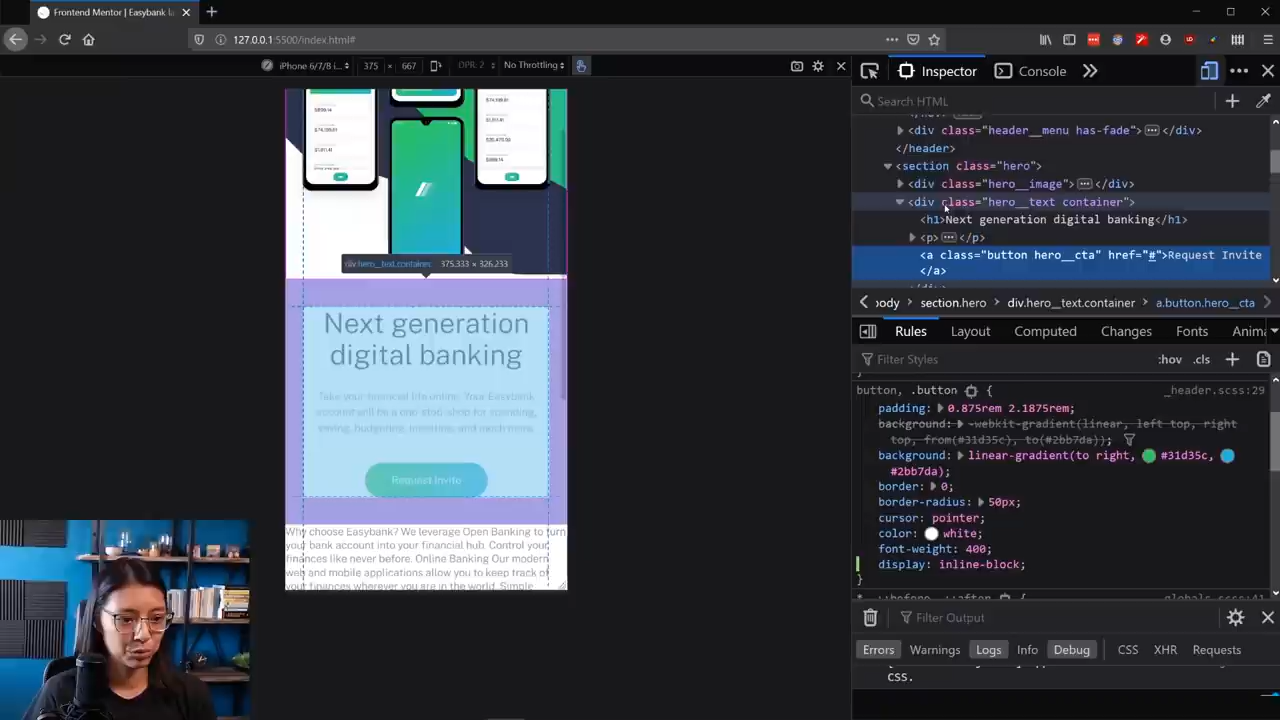 Frontend Mentor | Easybank la
127.0.0.1:5500/index.html#
iPhone 6/7/8 i... 375 × 667 DPR: 2 No Throttling
Inspector Console
Search HTML
<div class="header__menu has-fade"> </div>
</header>
<section class="hero">
<div class="hero__image"> </div>
<div class="hero__text container">
<h1>Next generation digital banking</h1>
<p> </p>
<a class="button hero__cta" href="#">Request Invite
</a>
body section.hero div.hero__text.container a.button.hero__cta
Rules Layout Computed Changes Fonts Anima
Filter Styles :hov .cls
button, .button { _header.scss:29
padding: 0.875rem 2.1875rem;
background: -webkit-gradient(linear, left top, right
top, from(#31d35c), to(#2bb7da));
background: linear-gradient(to right, #31d35c,
#2bb7da);
border: 0;
border-radius: 50px;
cursor: pointer;
color: white;
font-weight: 400;
display: inline-block;
}
*, ::before, ::after { globals.scss:41
Filter Output
Errors Warnings Logs Info Debug CSS XHR Requests
css.
div.hero__text.container 375.333 × 326.233
Next generation
digital banking
Take your financial life online. Your Easybank
account will be a one-stop-shop for spending,
saving, budgeting, investing, and much more.
Request Invite
Why choose Easybank? We leverage Open Banking to turn
your bank account into your financial hub. Control your
finances like never before. Online Banking Our modern
web and mobile applications allow you to keep track of
your finances wherever you are in the world. Simple